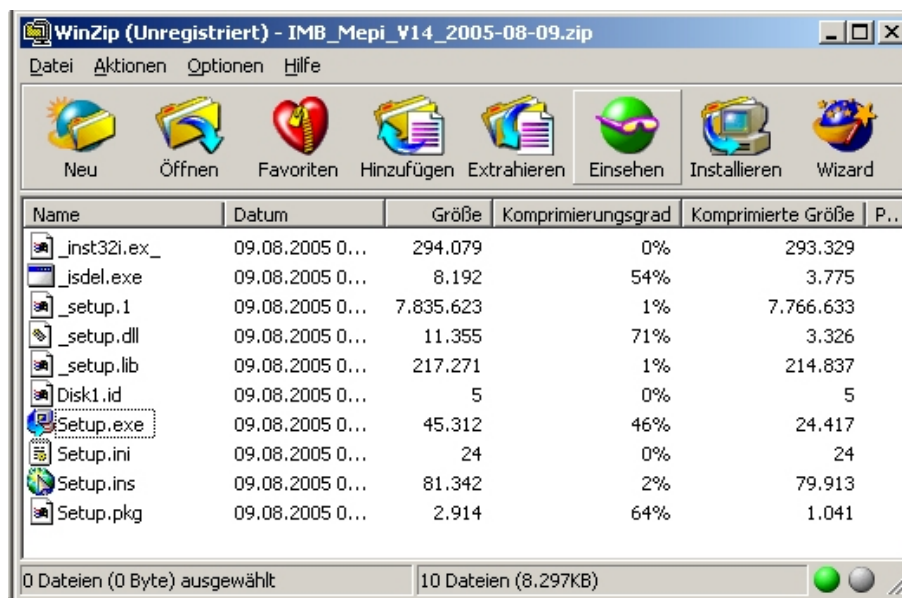 WinZip (Unregistriert) - IMB_Mepi_V14_2005-08-09.zip
Datei Aktionen Optionen Hilfe
Neu Öffnen Favoriten Hinzufügen Extrahieren Einsehen Installieren Wizard
Name Datum Größe Komprimierungsgrad Komprimierte Größe P...
_inst32i.ex_ 09.08.2005 0... 294.079 0% 293.329
_isdel.exe 09.08.2005 0... 8.192 54% 3.775
_setup.1 09.08.2005 0... 7.835.623 1% 7.766.633
_setup.dll 09.08.2005 0... 11.355 71% 3.326
_setup.lib 09.08.2005 0... 217.271 1% 214.837
Disk1.id 09.08.2005 0... 5 0% 5
Setup.exe 09.08.2005 0... 45.312 46% 24.417
Setup.ini 09.08.2005 0... 24 0% 24
Setup.ins 09.08.2005 0... 81.342 2% 79.913
Setup.pkg 09.08.2005 0... 2.914 64% 1.041
0 Dateien (0 Byte) ausgewählt 10 Dateien (8.297KB)